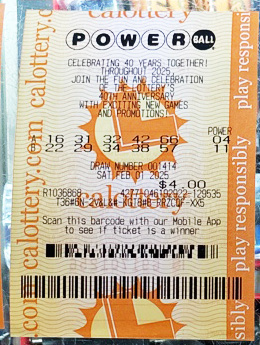 calottery
POWERBALL
CELEBRATING 40 YEARS TOGETHER!
THROUGHOUT 2025
JOIN THE FUN AND CELEBRATION
OF THE LOTTERY'S
40TH ANNIVERSARY
WITH EXCITING NEW GAMES
AND PROMOTIONS!
POWER
16 31 32 42 66 04
22 29 34 38 57 11
DRAW NUMBER 001414
SAT FEB 01 2025
$4.00
R1036868
Scan this barcode with our Mobile App
to see if ticket is a winner
calottery.com
play responsibly